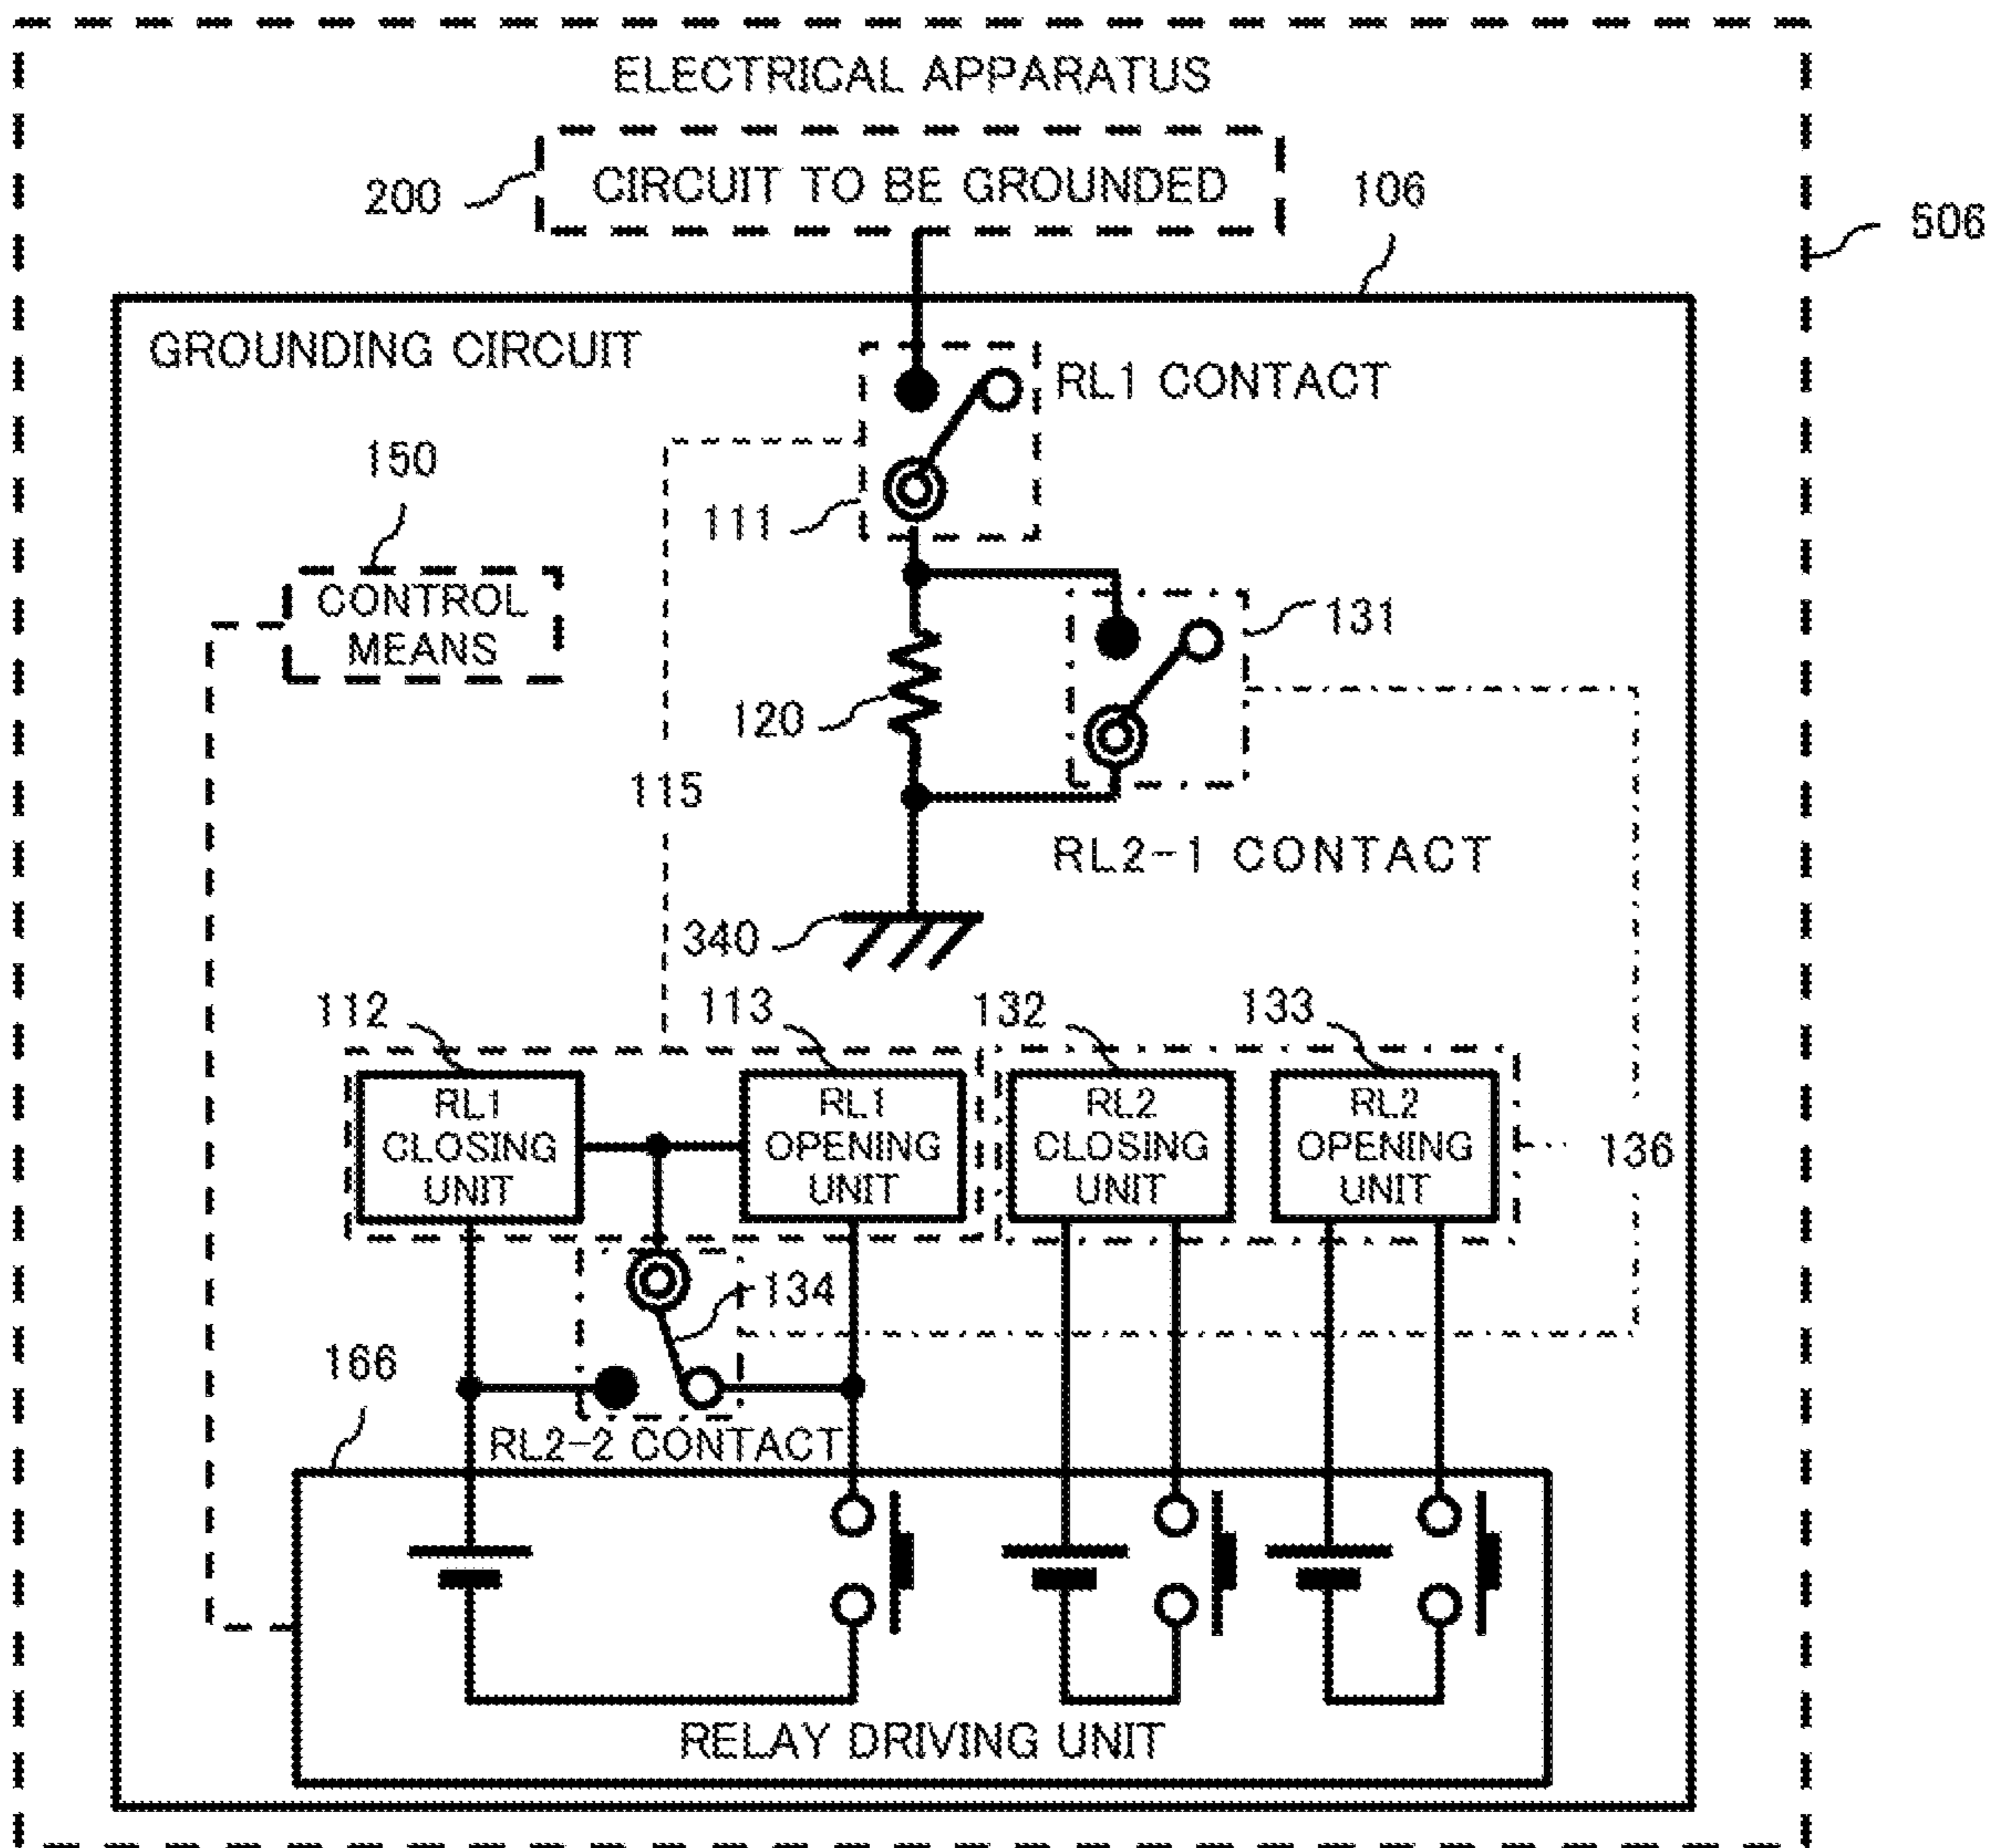 ELECTRICAL APPARATUS
200
CIRCUIT TO BE GROUNDED
106
506
GROUNDING CIRCUIT
RL1 CONTACT
150
111
CONTROL
MEANS
131
120
115
RL2-1 CONTACT
340
112
113
132
133
RL1
CLOSING
UNIT
RL1
OPENING
UNIT
RL2
CLOSING
UNIT
RL2
OPENING
UNIT
136
134
166
RL2-2 CONTACT
RELAY DRIVING UNIT